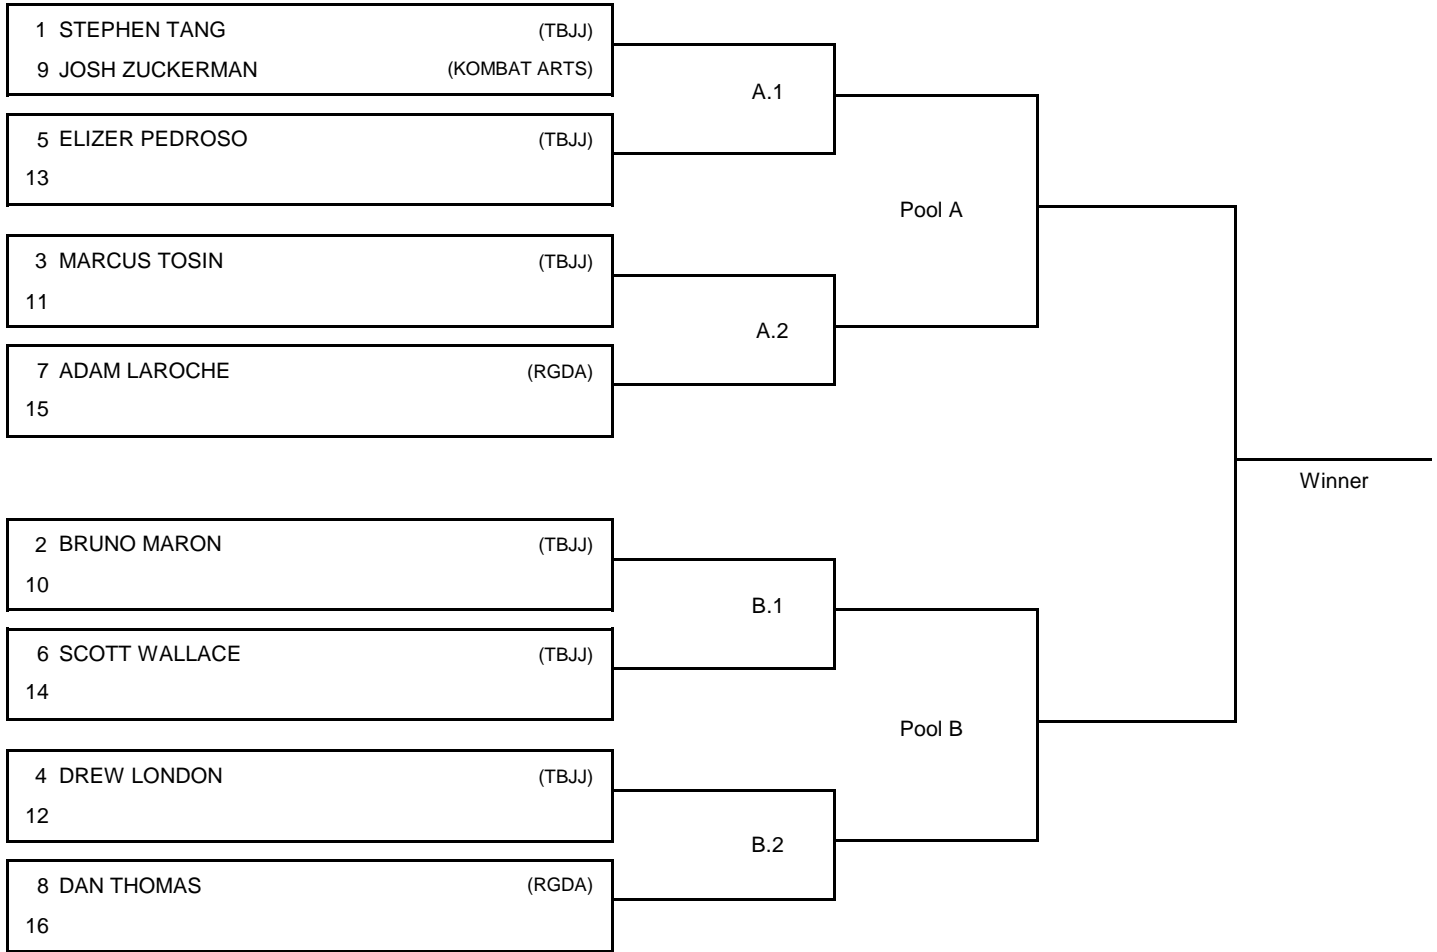 1 STEPHEN TANG (TBJJ)
9 JOSH ZUCKERMAN (KOMBAT ARTS)
A.1
5 ELIZER PEDROSO (TBJJ)
13
Pool A
3 MARCUS TOSIN (TBJJ)
11
A.2
7 ADAM LAROCHE (RGDA)
15
Winner
2 BRUNO MARON (TBJJ)
10
B.1
6 SCOTT WALLACE (TBJJ)
14
Pool B
4 DREW LONDON (TBJJ)
12
B.2
8 DAN THOMAS (RGDA)
16